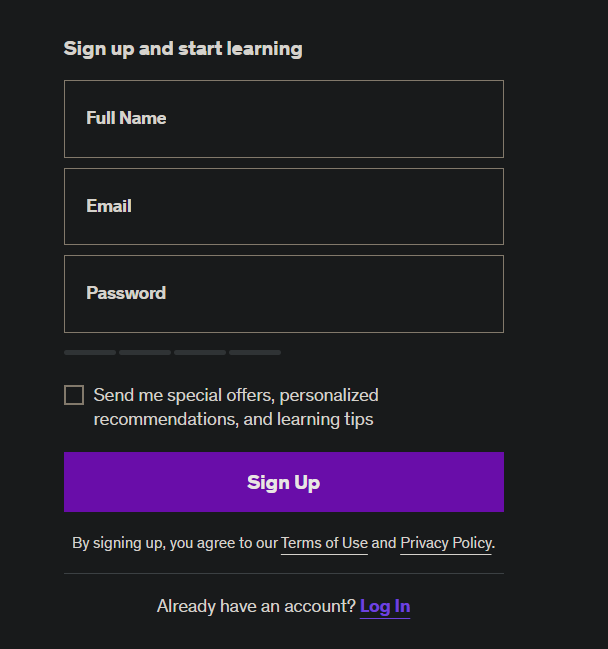 Sign up and start learning
Full Name
Email
Password
Send me special offers, personalized
recommendations, and learning tips
Sign Up
By signing up, you agree to our Terms of Use and Privacy Policy.
Already have an account? Log In